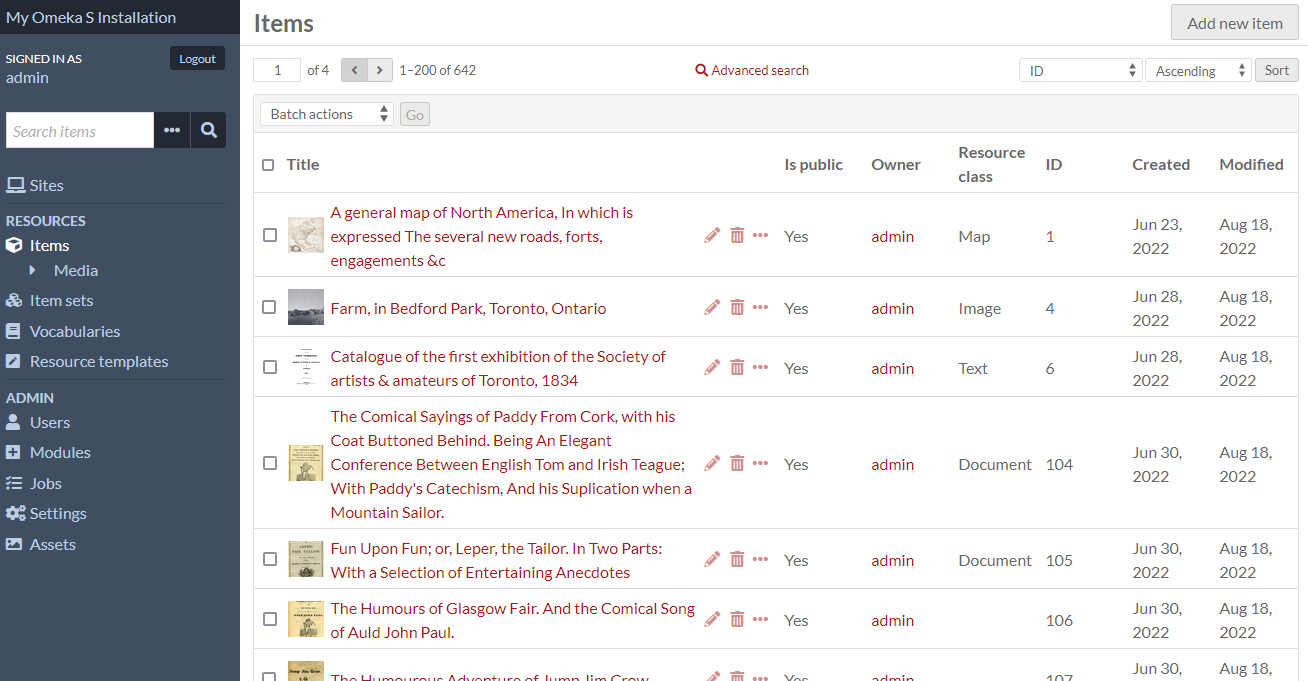 My Omeka S Installation
SIGNED IN AS
admin
Logout
Search items
Sites
RESOURCES
Items
Media
Item sets
Vocabularies
Resource templates
ADMIN
Users
Modules
Jobs
Settings
Assets
Items
Add new item
1 of 4 1–200 of 642
Advanced search
ID Ascending Sort
Batch actions Go
Title Is public Owner Resource class ID Created Modified
A general map of North America, In which is
expressed The several new roads, forts,
engagements &c
Yes admin Map 1 Jun 23, 2022 Aug 18, 2022
Farm, in Bedford Park, Toronto, Ontario
Yes admin Image 4 Jun 28, 2022 Aug 18, 2022
Catalogue of the first exhibition of the Society of
artists & amateurs of Toronto, 1834
Yes admin Text 6 Jun 28, 2022 Aug 18, 2022
The Comical Sayings of Paddy From Cork, with his
Coat Buttoned Behind. Being An Elegant
Conference Between English Tom and Irish Teague;
With Paddy's Catechism, And his Suplication when a
Mountain Sailor.
Yes admin Document 104 Jun 30, 2022 Aug 18, 2022
Fun Upon Fun; or, Leper, the Tailor. In Two Parts:
With a Selection of Entertaining Anecdotes
Yes admin Document 105 Jun 30, 2022 Aug 18, 2022
The Humours of Glasgow Fair. And the Comical Song
of Auld John Paul.
Yes admin 106 Jun 30, 2022 Aug 18, 2022
The Humourous Adventure of Jump Jim Crow
Yes admin 107 Jun 30, Aug 18,